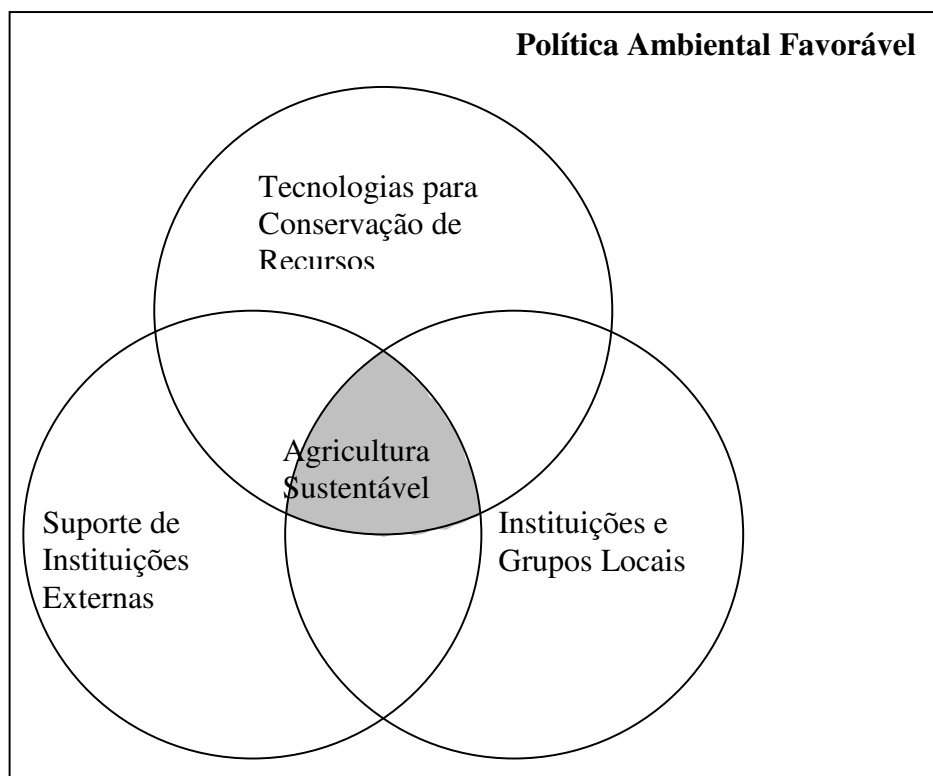 Política Ambiental Favorável
Tecnologias para
Conservação de
Recursos
Agricultura
Sustentável
Suporte de
Instituições
Externas
Instituições e
Grupos Locais